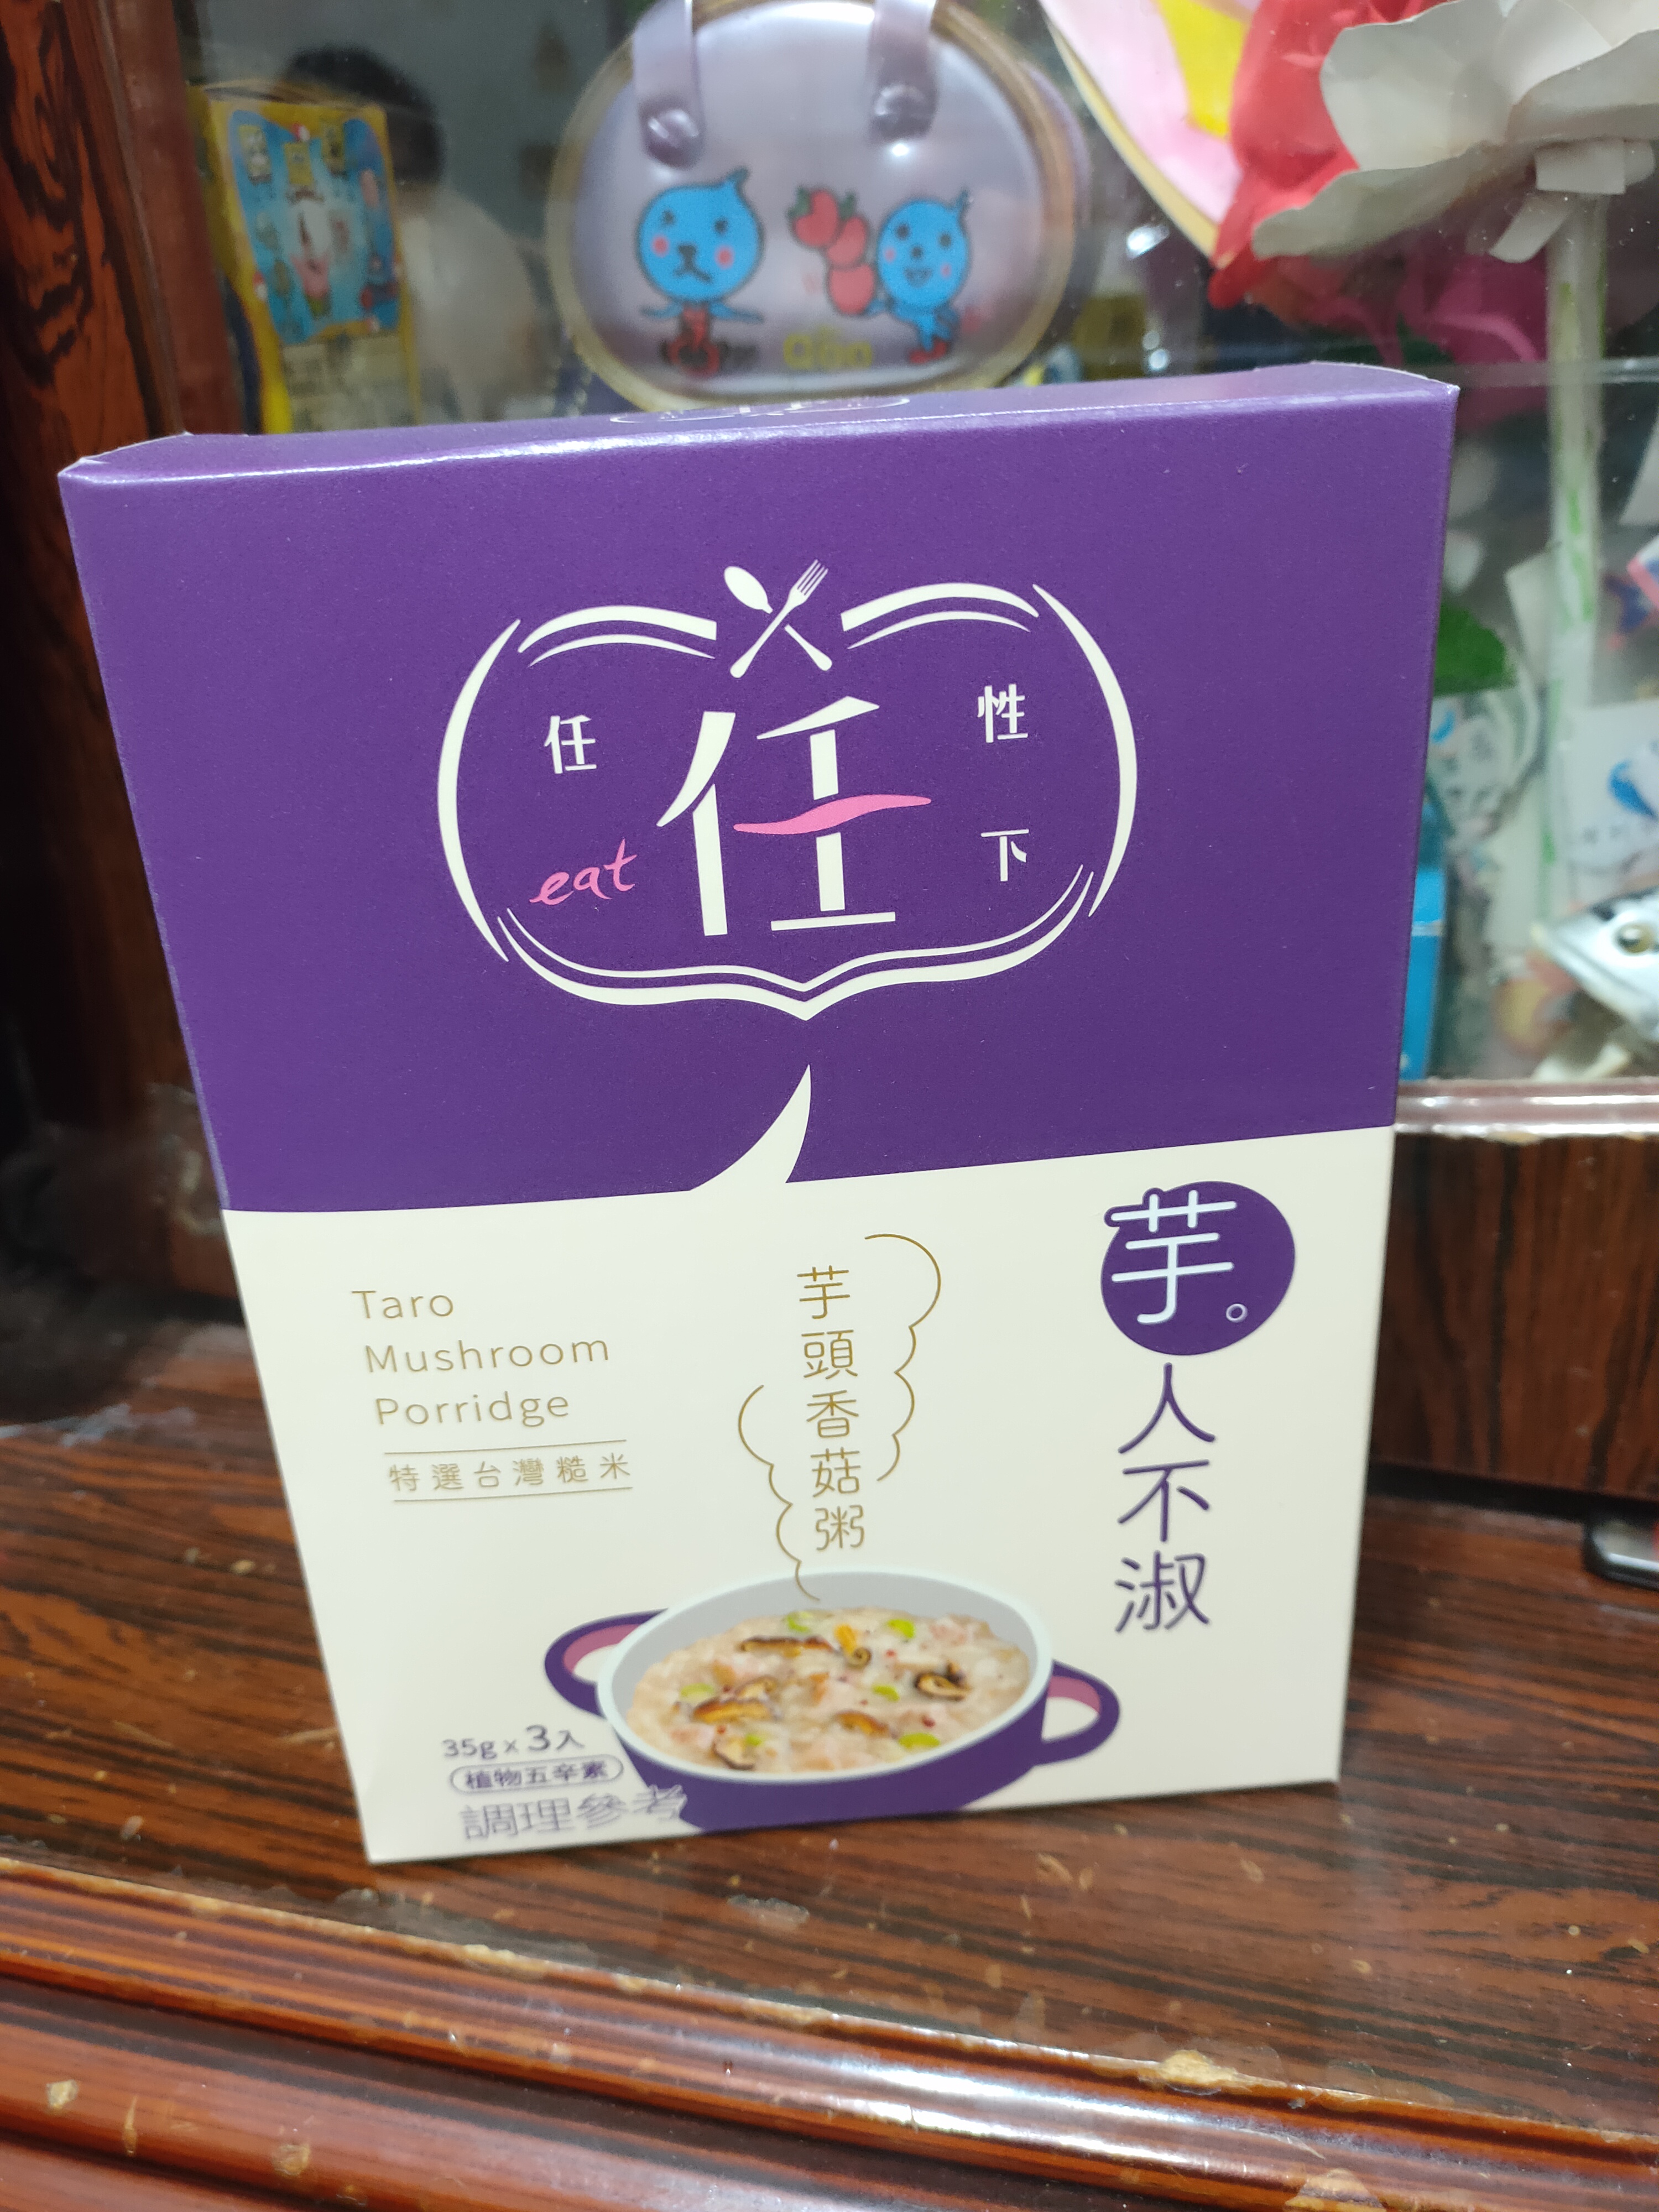 任
性
任
eat
下
芋。人不淑
芋頭香菇粥
Taro
Mushroom
Porridge
特選台灣糙米
35g x 3入
植物五辛素
調理參考